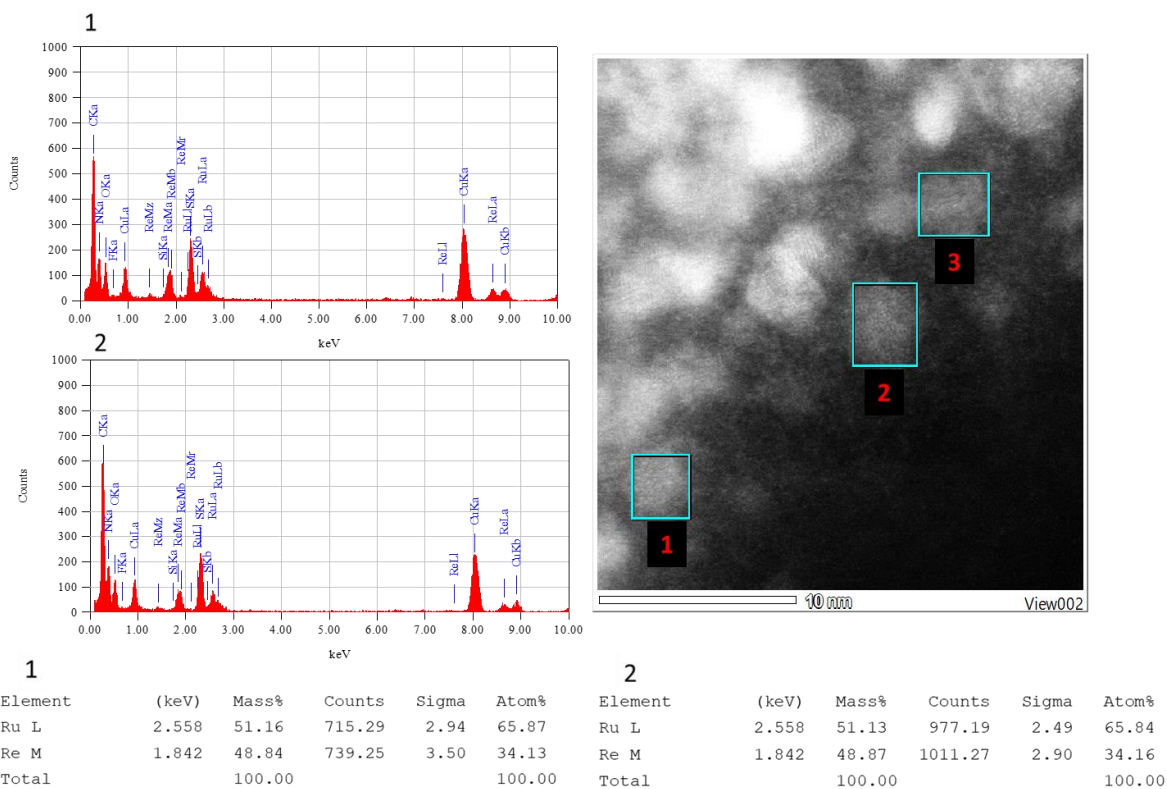 1
1000
900
800
700
600
500
400
300
200
100
0
Counts
CKa
NKa
OKa
FKa
CuLa
ReMz
SiKa
ReMa
ReMb
ReMr
RuLl
SKa
SKb
RuLa
RuLb
ReLl
CuKa
ReLa
CuKb
0.00 1.00 2.00 3.00 4.00 5.00 6.00 7.00 8.00 9.00 10.00
keV
2
1000
900
800
700
600
500
400
300
200
100
0
Counts
CKa
NKa
OKa
FKa
CuLa
ReMz
SiKa
ReMa
ReMb
ReMr
RuLl
SKa
SKb
RuLa
RuLb
ReLl
CuKa
ReLa
CuKb
0.00 1.00 2.00 3.00 4.00 5.00 6.00 7.00 8.00 9.00 10.00
keV
3
2
1
10 nm
View002
1
Element (keV) Mass% Counts Sigma Atom%
Ru L 2.558 51.16 715.29 2.94 65.87
Re M 1.842 48.84 739.25 3.50 34.13
Total 100.00 100.00
2
Element (keV) Mass% Counts Sigma Atom%
Ru L 2.558 51.13 977.19 2.49 65.84
Re M 1.842 48.87 1011.27 2.90 34.16
Total 100.00 100.00